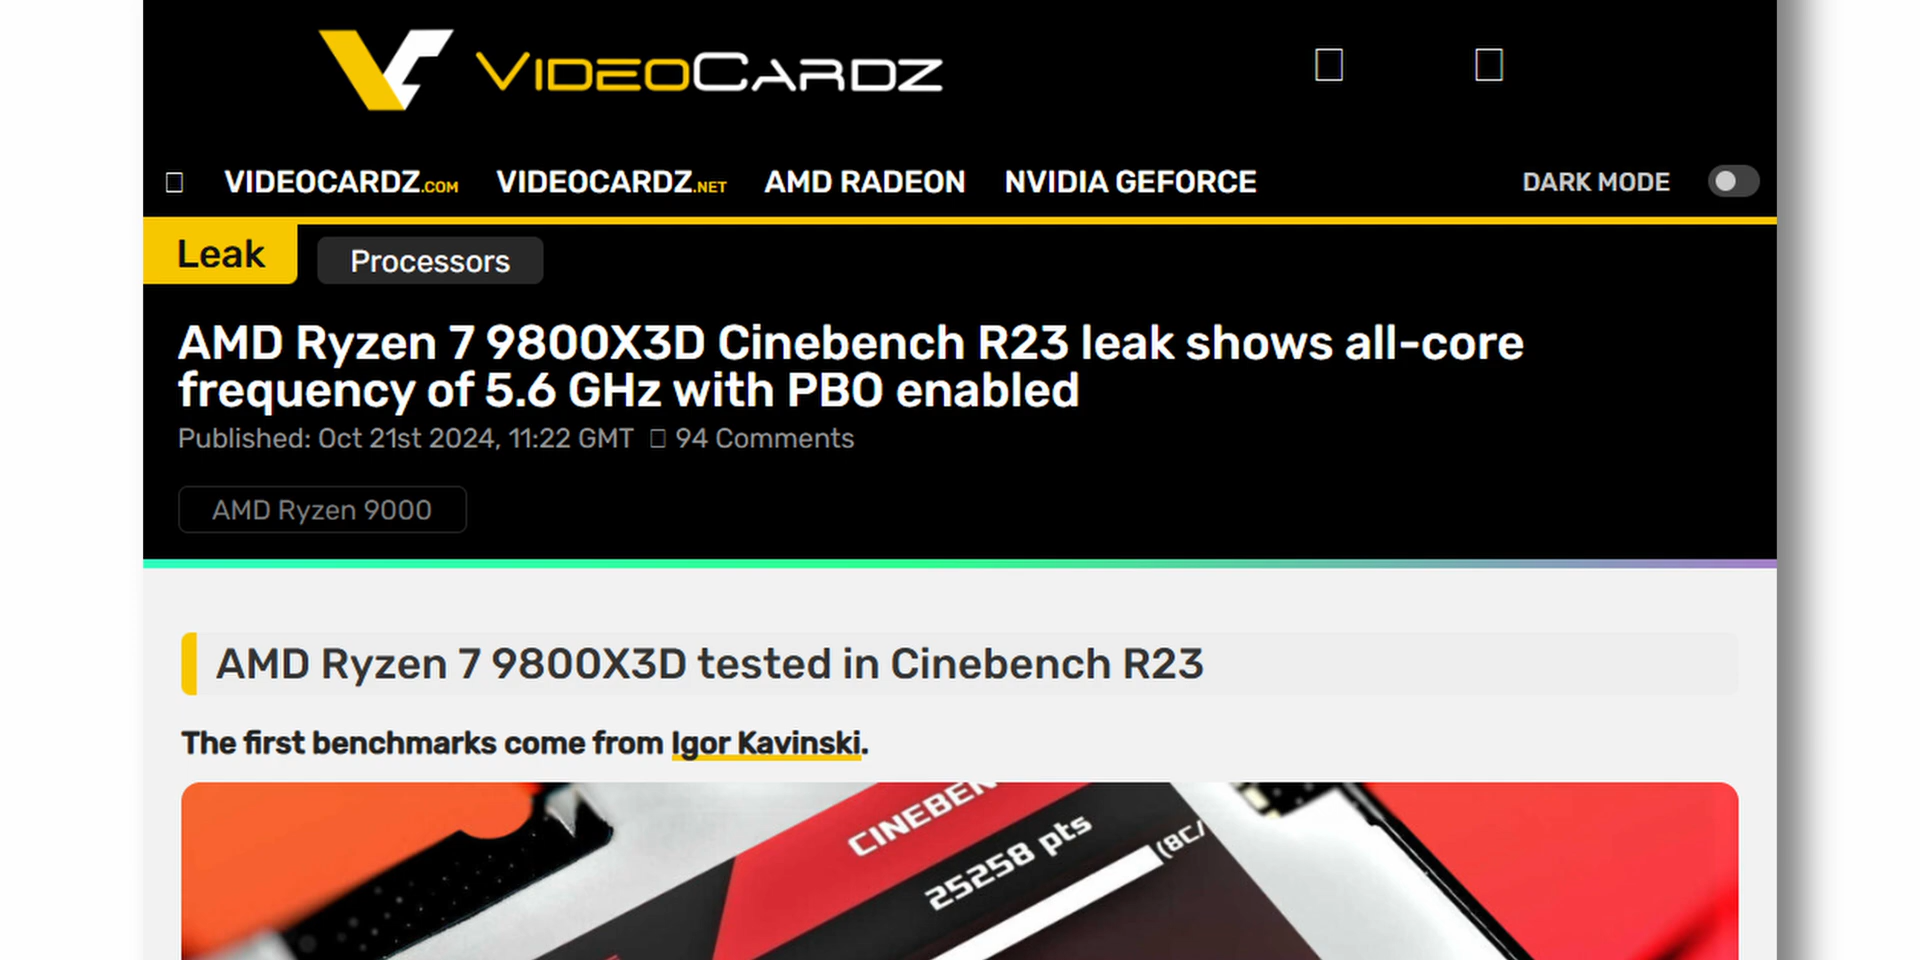 VIDEOCARDZ
VIDEOCARDZ.COM VIDEOCARDZ.NET AMD RADEON NVIDIA GEFORCE DARK MODE
Leak Processors
AMD Ryzen 7 9800X3D Cinebench R23 leak shows all-core
frequency of 5.6 GHz with PBO enabled
Published: Oct 21st 2024, 11:22 GMT 94 Comments
AMD Ryzen 9000
AMD Ryzen 7 9800X3D tested in Cinebench R23
The first benchmarks come from Igor Kavinski.
CINEBEN
25258 pts
(8C/